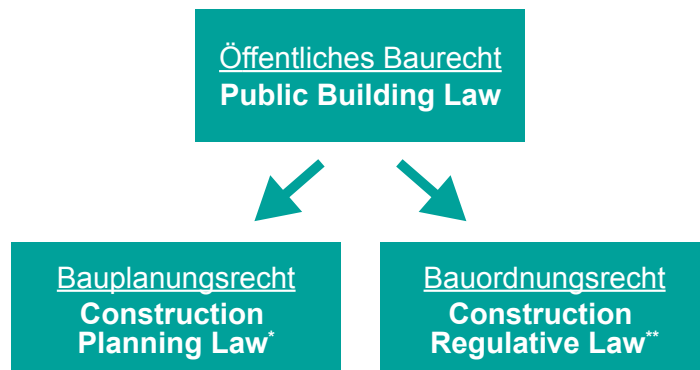 Öffentliches Baurecht
Public Building Law
Bauplanungsrecht
Construction
Planning Law*
Bauordnungsrecht
Construction
Regulative Law**